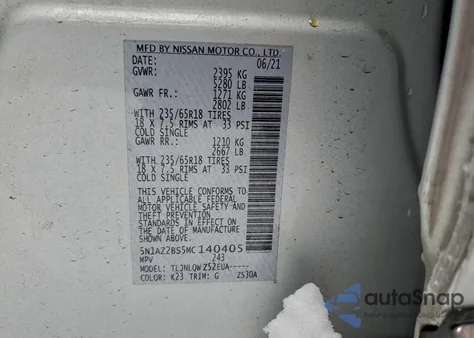 MFD BY NISSAN MOTOR CO., LTD.
DATE: 06/21
GVWR: 2395 KG
5280 LB
GAWR FR.: 1271 KG
2802 LB
WITH 235/65R18 TIRES
18 X 7.5 RIMS AT 33 PSI
COLD SINGLE
GAWR RR.: 1210 KG
2667 LB
WITH 235/65R18 TIRES
18 X 7.5 RIMS AT 33 PSI
COLD SINGLE
THIS VEHICLE CONFORMS TO
ALL APPLICABLE FEDERAL
MOTOR VEHICLE SAFETY AND
THEFT PREVENTION
STANDARDS IN EFFECT ON
THE DATE OF MANUFACTURE
SHOWN ABOVE.
5N1AZ2BS5MC140405
MPV 243
MODEL: TLJNLQWZS2EUA-----
COLOR: K23 TRIM: G ZS30A
autoSnap